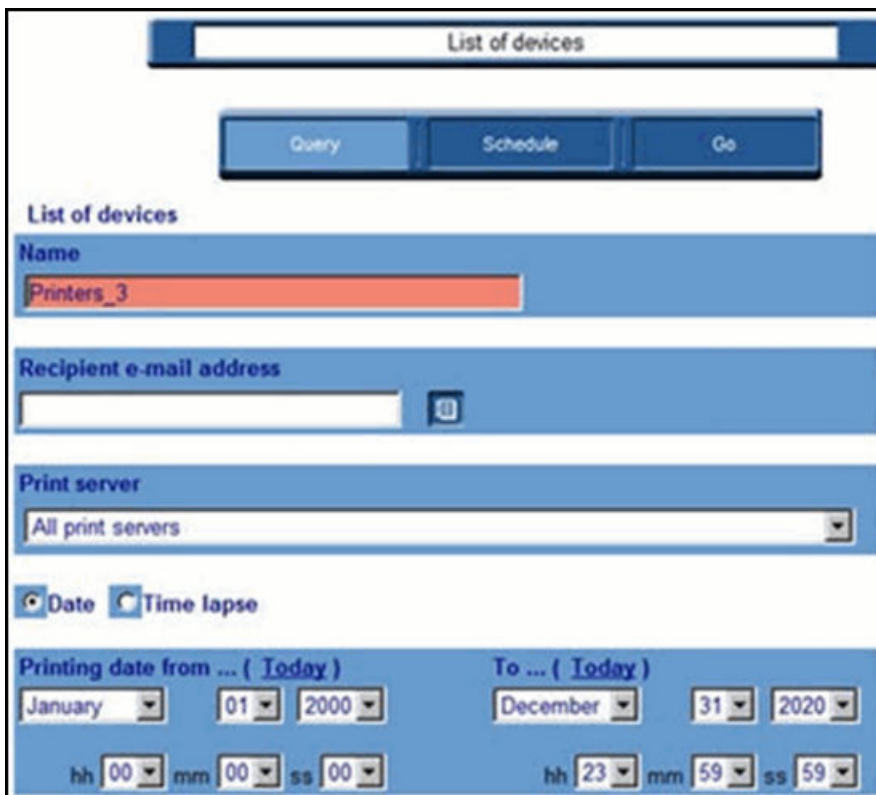 List of devices
Query Schedule Go
List of devices
Name
Printers_3
Recipient e-mail address
Print server
All print servers
Date Time lapse
Printing date from ... ( Today ) To ... ( Today )
January 01 2000 December 31 2020
hh 00 mm 00 ss 00 hh 23 mm 59 ss 59